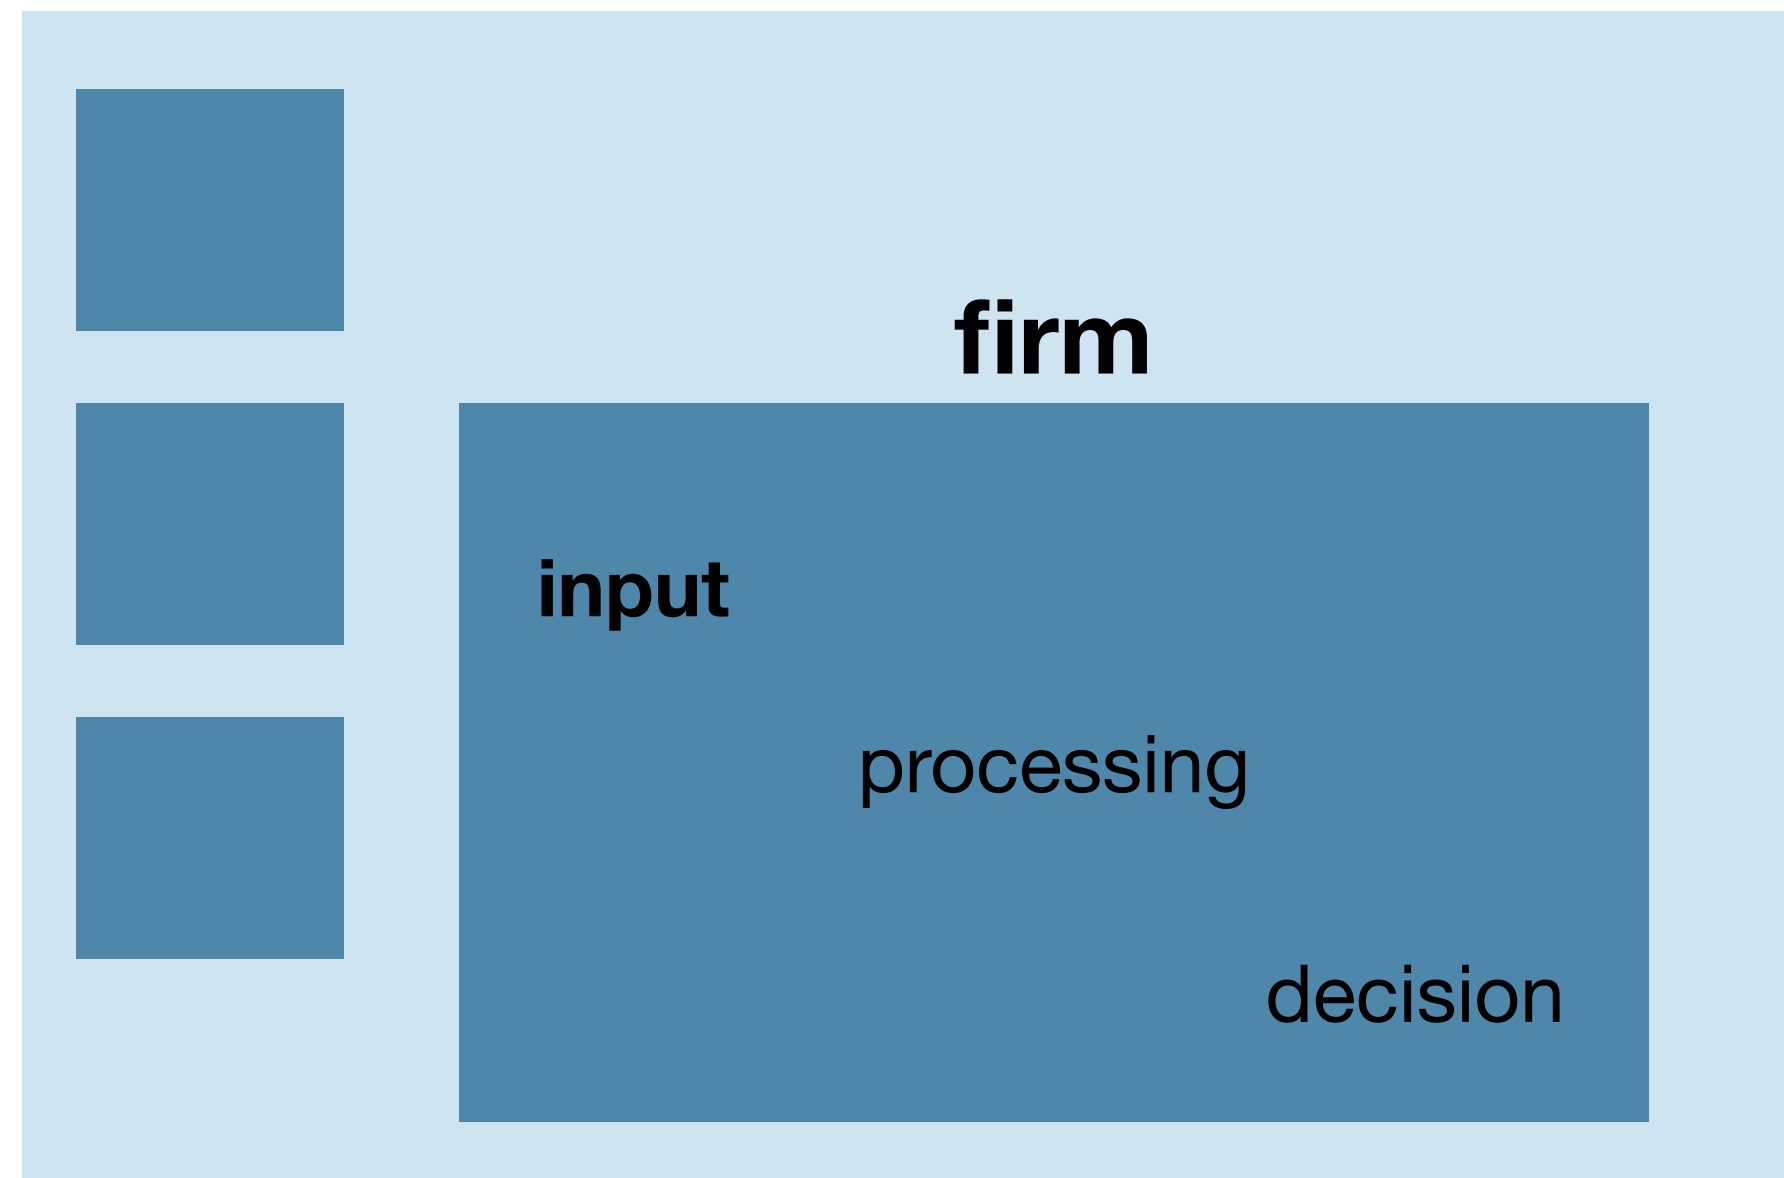 firm
input
processing
decision